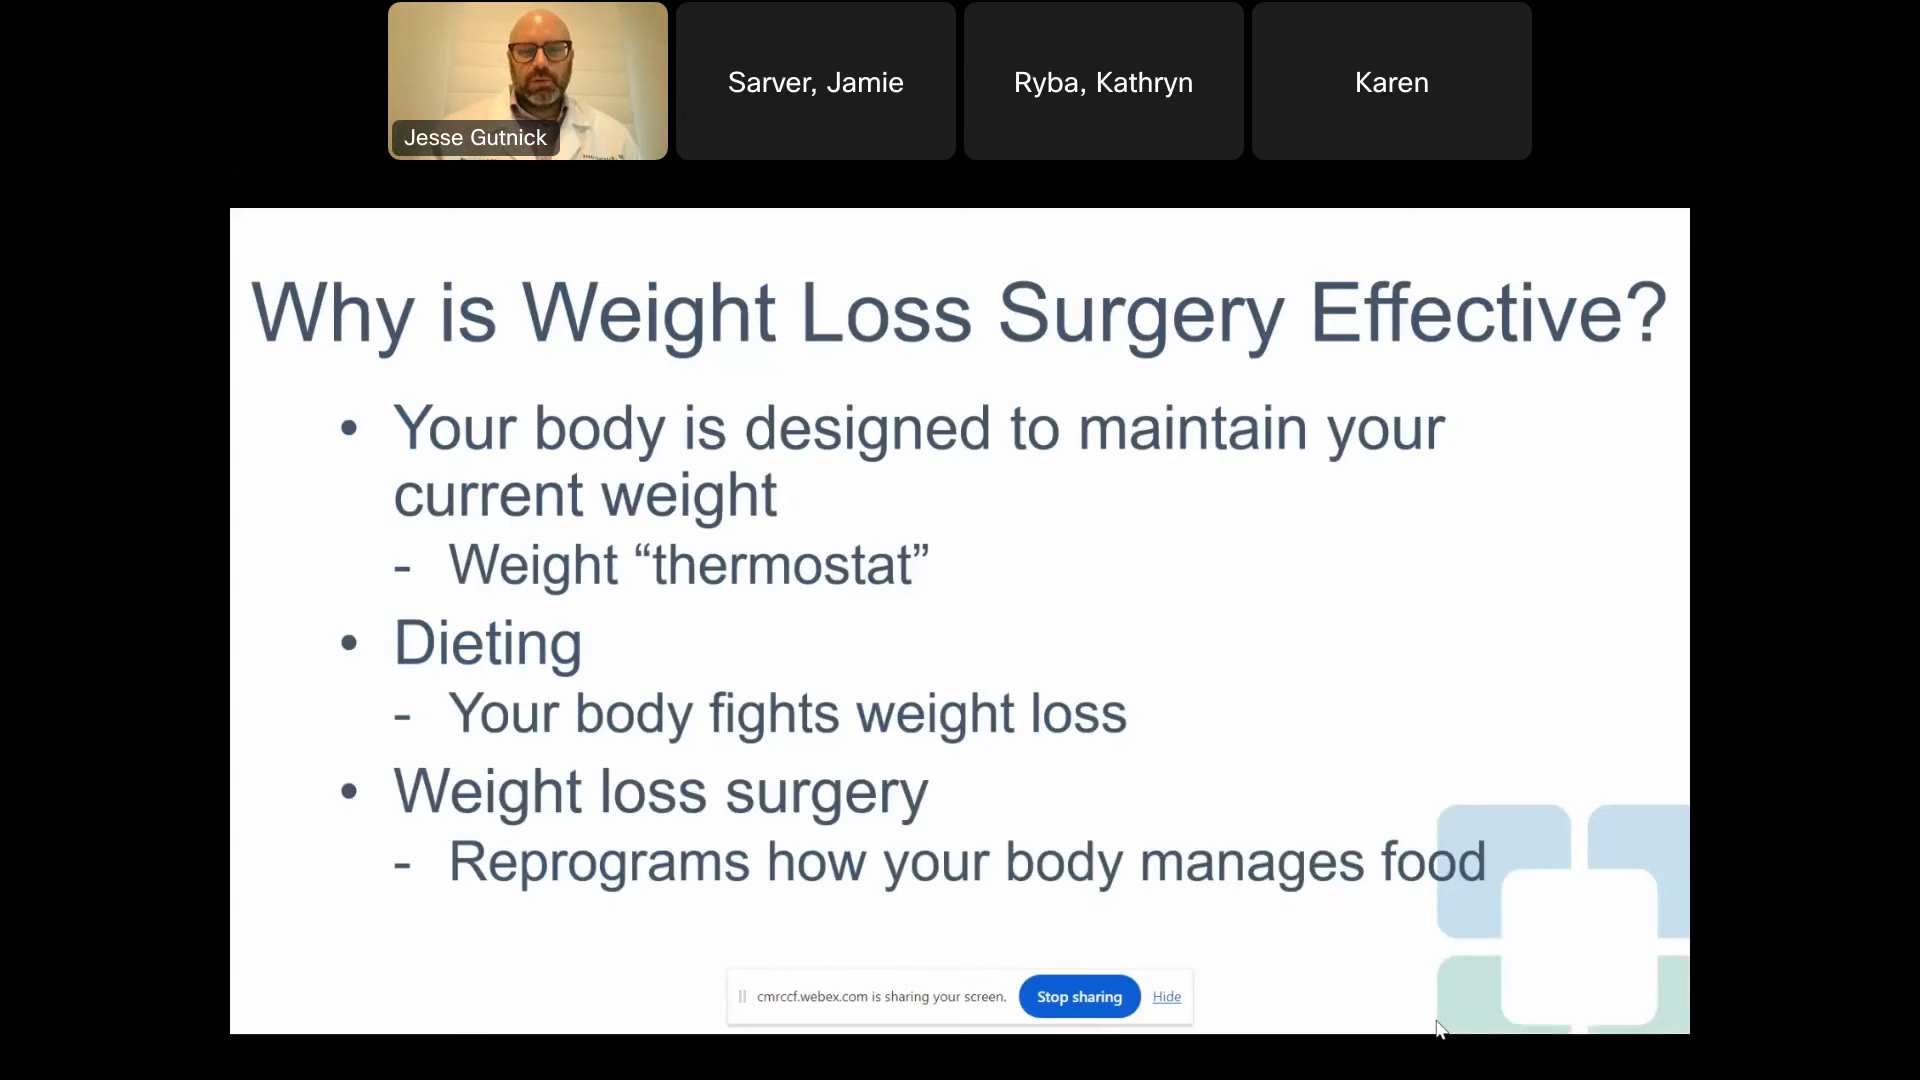 Jesse Gutnick
Sarver, Jamie
Ryba, Kathryn
Karen
Why is Weight Loss Surgery Effective?
• Your body is designed to maintain your
current weight
- Weight “thermostat”
• Dieting
- Your body fights weight loss
• Weight loss surgery
- Reprograms how your body manages food
cmrccf.webex.com is sharing your screen.
Stop sharing
Hide